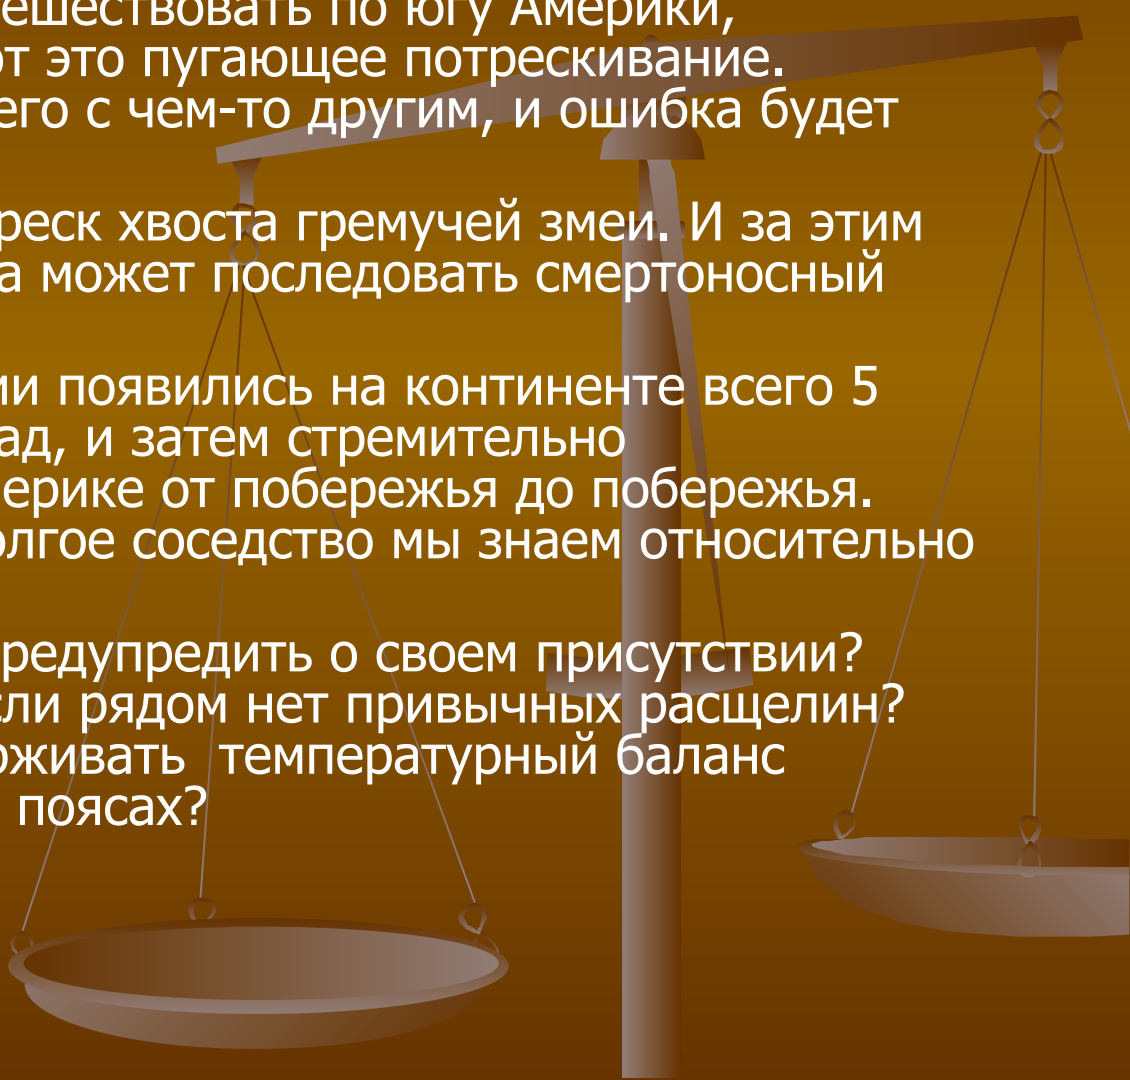 ешествовать по югу Америки,
от это пугающее потрескивание.
его с чем-то другим, и ошибка будет
реск хвоста гремучей змеи. И за этим
а может последовать смертоносный
ии появились на континенте всего 5
ад, и затем стремительно
ерике от побережья до побережья.
олгое соседство мы знаем относительно
редупредить о своем присутствии?
сли рядом нет привычных расщелин?
рживать температурный баланс
поясах?